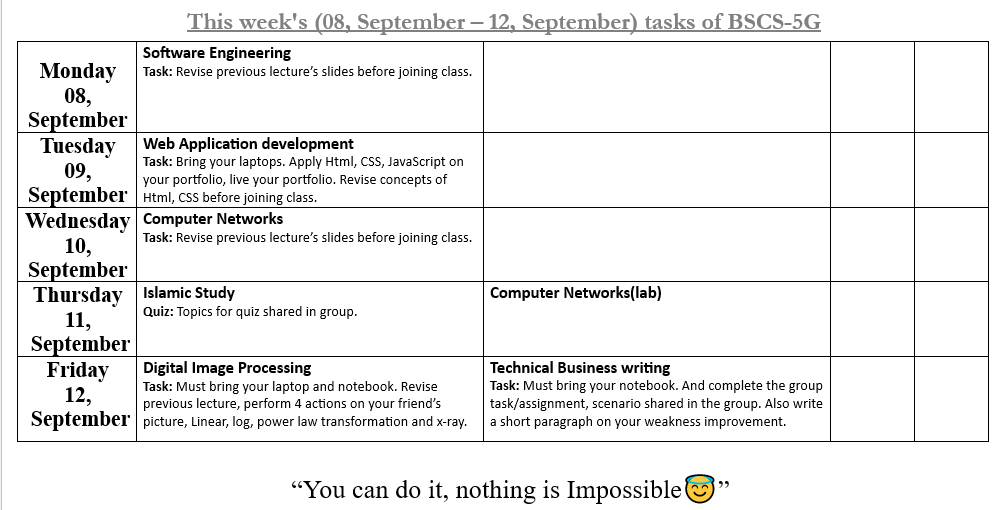 This week's (08, September – 12, September) tasks of BSCS-5G
Monday
08,
September
Software Engineering
Task: Revise previous lecture’s slides before joining class.
Tuesday
09,
September
Web Application development
Task: Bring your laptops. Apply Html, CSS, JavaScript on
your portfolio, live your portfolio. Revise concepts of
Html, CSS before joining class.
Wednesday
10,
September
Computer Networks
Task: Revise previous lecture’s slides before joining class.
Thursday
11,
September
Islamic Study
Quiz: Topics for quiz shared in group.
Computer Networks(lab)
Friday
12,
September
Digital Image Processing
Task: Must bring your laptop and notebook. Revise
previous lecture, perform 4 actions on your friend’s
picture, Linear, log, power law transformation and x-ray.
Technical Business writing
Task: Must bring your notebook. And complete the group
task/assignment, scenario shared in the group. Also write
a short paragraph on your weakness improvement.
“You can do it, nothing is Impossible😇”